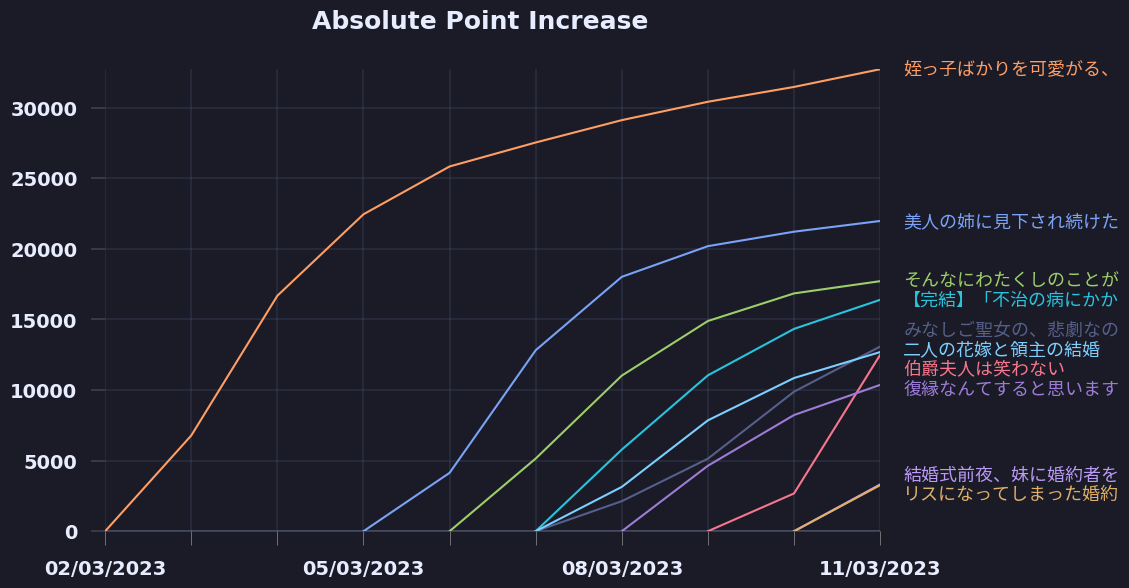 Absolute Point Increase
30000
25000
20000
15000
10000
5000
0
02/03/2023
05/03/2023
08/03/2023
11/03/2023
姪っ子ばかりを可愛がる、
美人の姉に見下され続けた
そんなにわたくしのことが
【完結】「不治の病にかか
みなしご聖女の、悲劇なの
二人の花嫁と領主の結婚
伯爵夫人は笑わない
復縁なんてすると思います
結婚式前夜、妹に婚約者を
リスになってしまった婚約